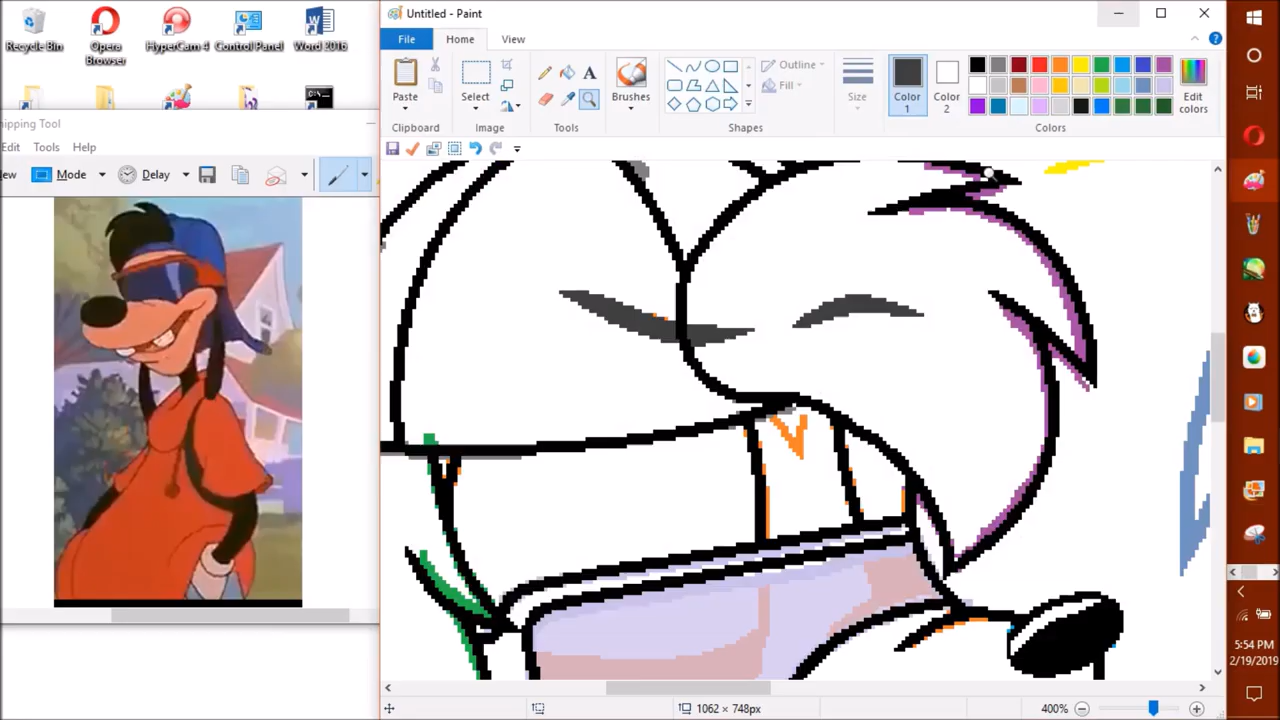 Recycle Bin
Opera Browser
HyperCam 4
Control Panel
Word 2016
nipping Tool
Edit Tools Help
ew Mode Delay
Untitled - Paint
File Home View
Paste
Clipboard
Select
Image
Tools
Brushes
Shapes
Outline
Fill
Size
Color 1
Color 2
Edit colors
Colors
1062 × 748px
400%
5:54 PM
2/19/2019